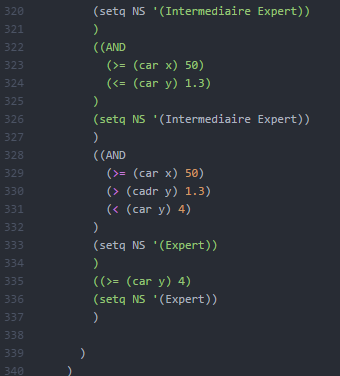 320 (setq NS '(Intermediaire Expert))
321 )
322 ((AND
323 (>= (car x) 50)
324 (<= (car y) 1.3)
325 )
326 (setq NS '(Intermediaire Expert))
327 )
328 ((AND
329 (>= (car x) 50)
330 (> (cadr y) 1.3)
331 (< (car y) 4)
332 )
333 (setq NS '(Expert))
334 )
335 ((>= (car y) 4)
336 (setq NS '(Expert))
337 )
338
339 )
340 )